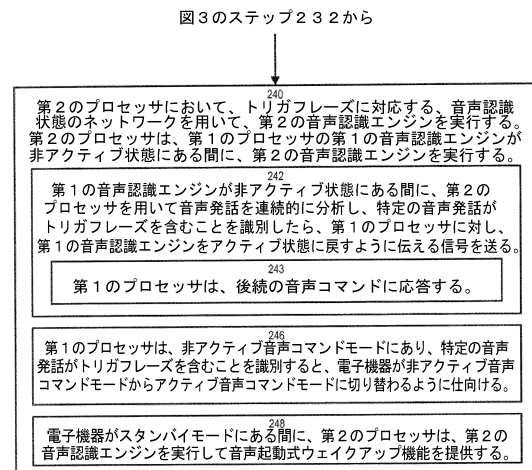 図3のステップ232から
240
第2のプロセッサにおいて、トリガフレーズに対応する、音声認識
状態のネットワークを用いて、第2の音声認識エンジンを実行する。
第2のプロセッサは、第1のプロセッサの第1の音声認識エンジンが
非アクティブ状態にある間に、第2の音声認識エンジンを実行する。
242
第1の音声認識エンジンが非アクティブ状態にある間に、第2の
プロセッサを用いて音声発話を連続的に分析し、特定の音声発話が
トリガフレーズを含むことを識別したら、第1のプロセッサに対し、
第1の音声認識エンジンをアクティブ状態に戻すように伝える信号を送る。
243
第1のプロセッサは、後続の音声コマンドに応答する。
246
第1のプロセッサは、非アクティブ音声コマンドモードにあり、特定の音声
発話がトリガフレーズを含むことを識別すると、電子機器が非アクティブ音声
コマンドモードからアクティブ音声コマンドモードに切り替わるように仕向ける。
248
電子機器がスタンバイモードにある間に、第2のプロセッサは、第2の
音声認識エンジンを実行して音声起動式ウェイクアップ機能を提供する。